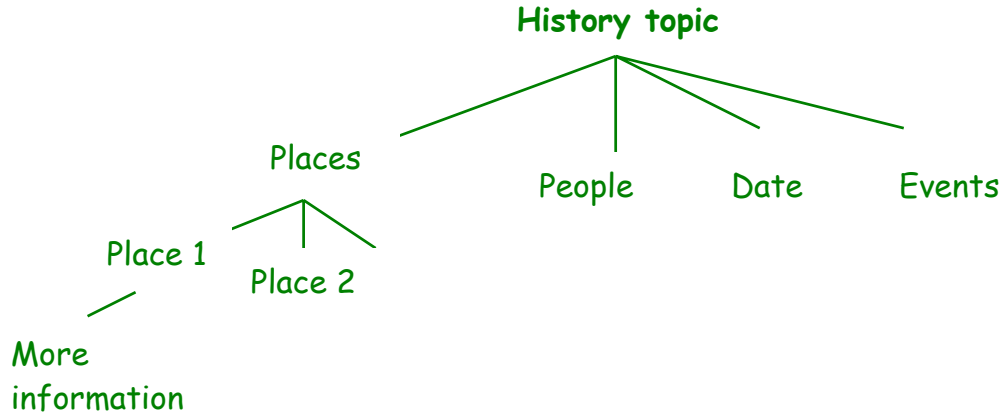 History topic
Places
People
Date
Events
Place 1
Place 2
More
information